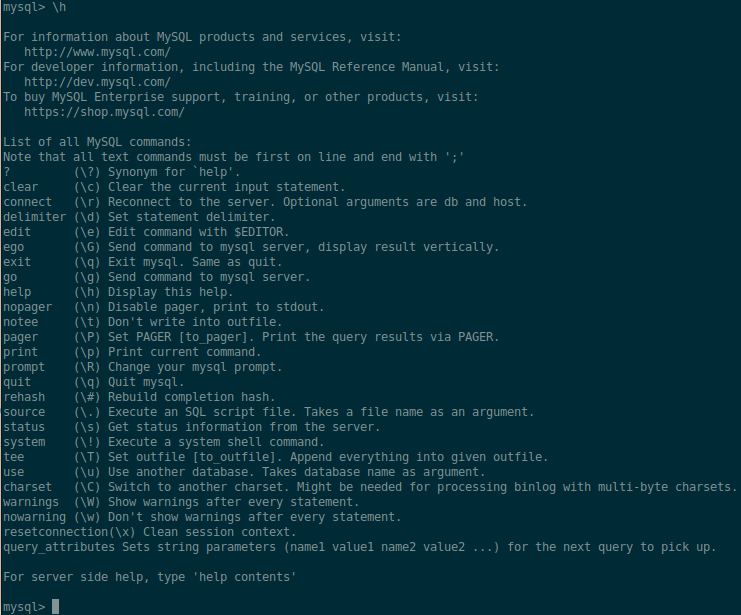 mysql> \h
For information about MySQL products and services, visit:
http://www.mysql.com/
For developer information, including the MySQL Reference Manual, visit:
http://dev.mysql.com/
To buy MySQL Enterprise support, training, or other products, visit:
https://shop.mysql.com/
List of all MySQL commands:
Note that all text commands must be first on line and end with ';'
? (\?) Synonym for `help'.
clear (\c) Clear the current input statement.
connect (\r) Reconnect to the server. Optional arguments are db and host.
delimiter (\d) Set statement delimiter.
edit (\e) Edit command with $EDITOR.
ego (\G) Send command to mysql server, display result vertically.
exit (\q) Exit mysql. Same as quit.
go (\g) Send command to mysql server.
help (\h) Display this help.
nopager (\n) Disable pager, print to stdout.
notee (\t) Don't write into outfile.
pager (\P) Set PAGER [to_pager]. Print the query results via PAGER.
print (\p) Print current command.
prompt (\R) Change your mysql prompt.
quit (\q) Quit mysql.
rehash (\#) Rebuild completion hash.
source (\.) Execute an SQL script file. Takes a file name as an argument.
status (\s) Get status information from the server.
system (\!) Execute a system shell command.
tee (\T) Set outfile [to_outfile]. Append everything into given outfile.
use (\u) Use another database. Takes database name as argument.
charset (\C) Switch to another charset. Might be needed for processing binlog with multi-byte charsets.
warnings (\W) Show warnings after every statement.
nowarning (\w) Don't show warnings after every statement.
resetconnection(\x) Clean session context.
query_attributes Sets string parameters (name1 value1 name2 value2 ...) for the next query to pick up.
For server side help, type 'help contents'
mysql>